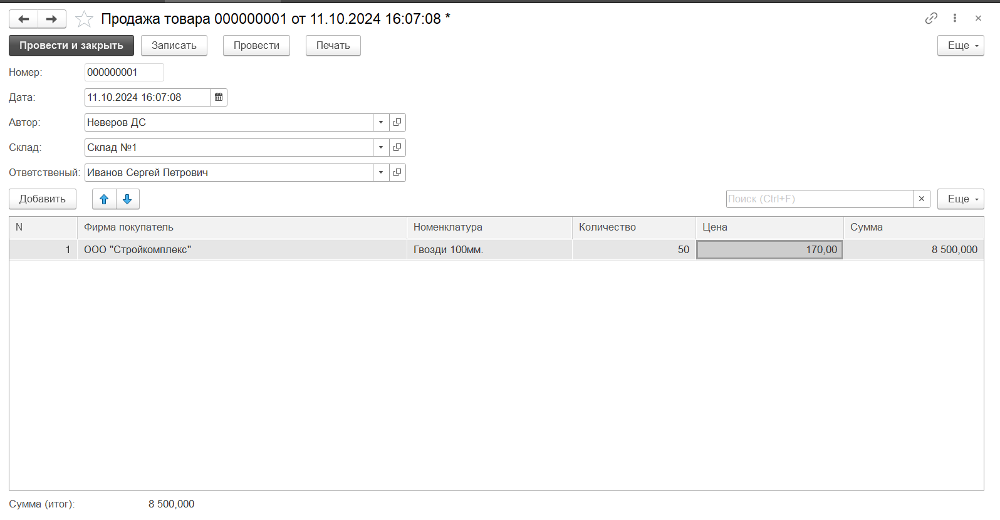 Продажа товара 000000001 от 11.10.2024 16:07:08 *
Провести и закрыть Записать Провести Печать Еще
Номер: 000000001
Дата: 11.10.2024 16:07:08
Автор: Неверов ДС
Склад: Склад №1
Ответственый: Иванов Сергей Петрович
Добавить Поиск (Ctrl+F) × Еще
N Фирма покупатель Номенклатура Количество Цена Сумма
1 ООО "Стройкомплекс" Гвозди 100мм. 50 170,00 8 500,000
Сумма (итог): 8 500,000